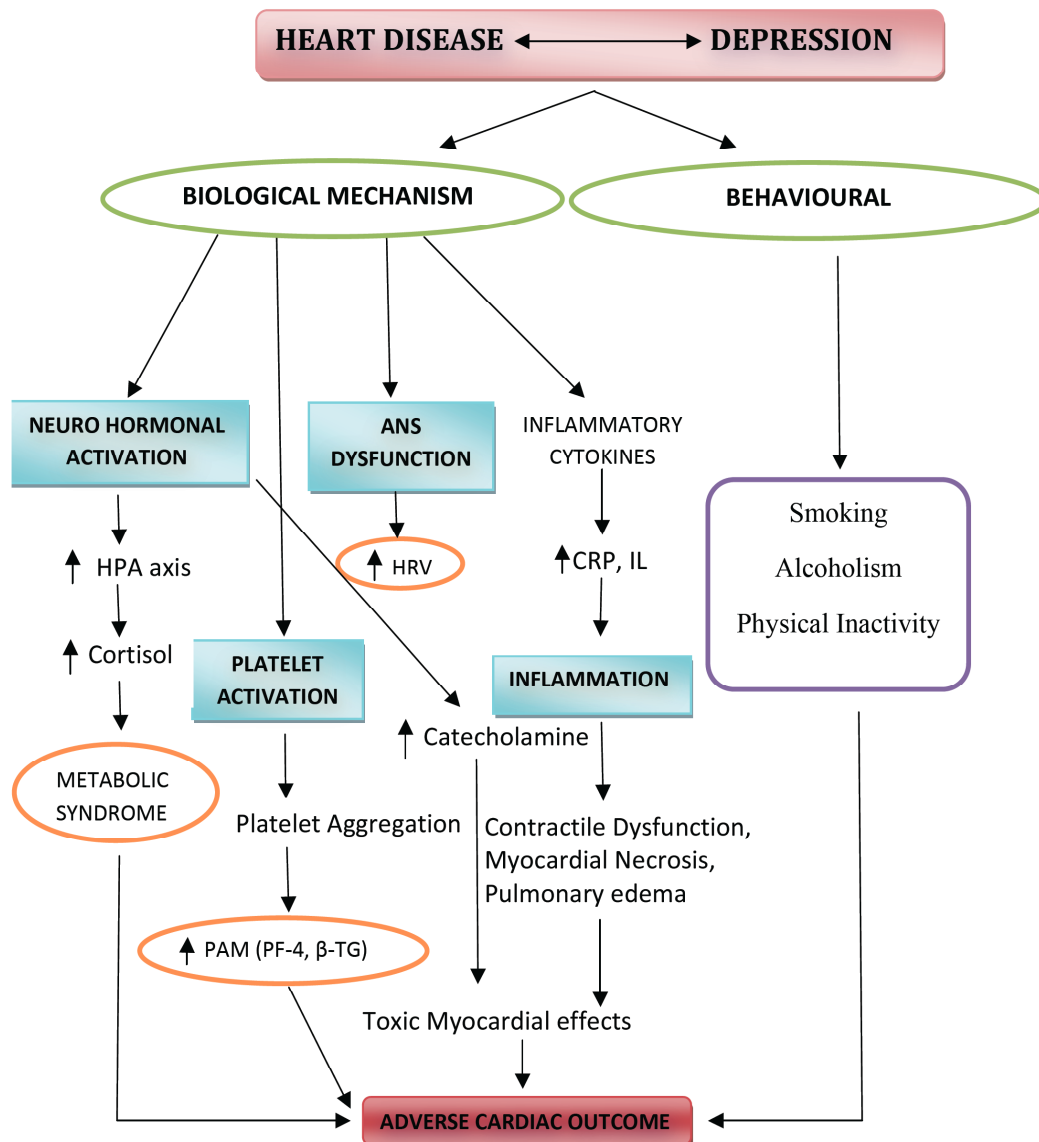 HEART DISEASE DEPRESSION
BIOLOGICAL MECHANISM
BEHAVIOURAL
NEURO HORMONAL
ACTIVATION
ANS
DYSFUNCTION
INFLAMMATORY
CYTOKINES
HPA axis
HRV
CRP, IL
Smoking
Alcoholism
Physical Inactivity
Cortisol
PLATELET
ACTIVATION
INFLAMMATION
Catecholamine
METABOLIC
SYNDROME
Platelet Aggregation
Contractile Dysfunction,
Myocardial Necrosis,
Pulmonary edema
PAM (PF-4, β-TG)
Toxic Myocardial effects
ADVERSE CARDIAC OUTCOME